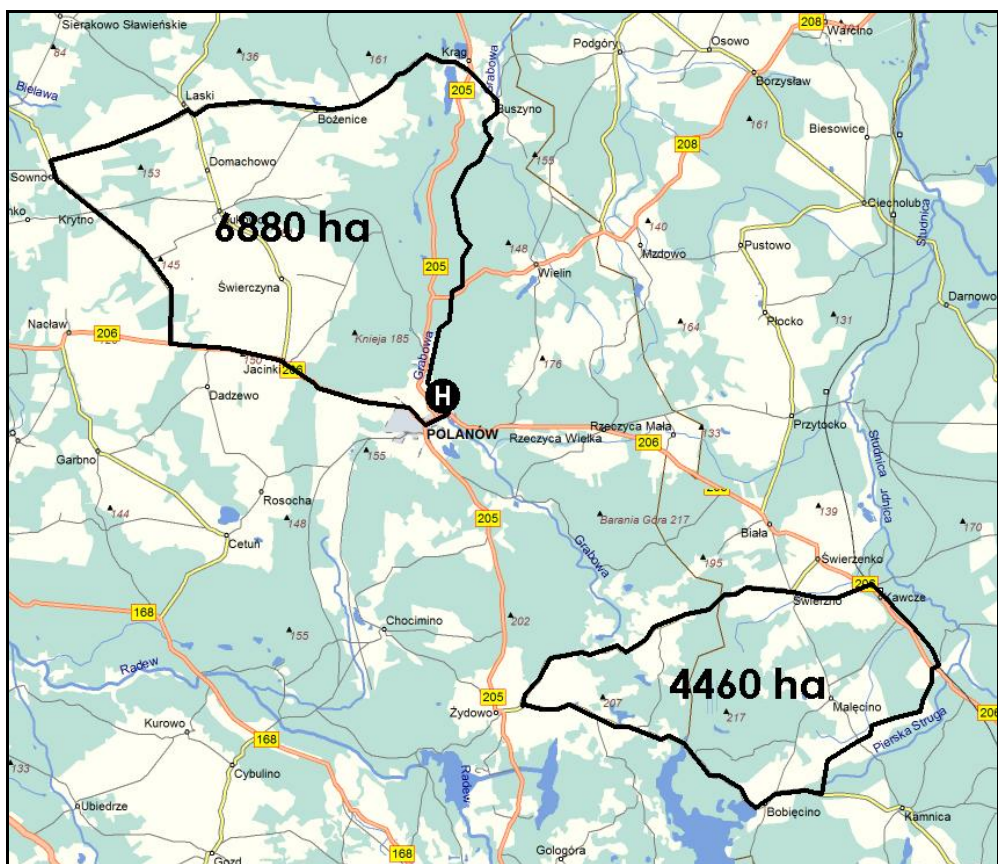 Sierakowo Sławieńskie
136
161
Krąg
Podgóry
Osowo
208
Warcino
161
84
Bielawa
Laski
205
Grabowa
Buszyno
Borzysław
Bożenice
161
Biesowice
208
Sowno
153
Domachowo
155
Krytno
6880 ha
Ciecholub
Studnica
145
205
148
Wielin
140
Mzdowo
Pustowo
Świerczyna
Darnowo
Nacław
206
Knieja 185
Grabowa
164
Płocko
131
150
Jacinki
206
176
Dadzewo
H
POLANÓW
Rzeczyca Wielka
Rzeczyca Mała
133
Przytocko
206
Garbno
155
Studnica
Rosocha
144
148
205
Barania Góra 217
139
170
Cetuń
Biała
Grabowa
195
Świerzenko
206
Kawcze
Świerzno
168
Chocimino
202
155
Radew
4460 ha
205
207
Malęcino
Żydowo
217
206
Kurowo
168
Pierska Struga
133
Cybulino
Radew
Ubiedrze
Bobięcino
Kamnica
168
Gozd
Gołogóra